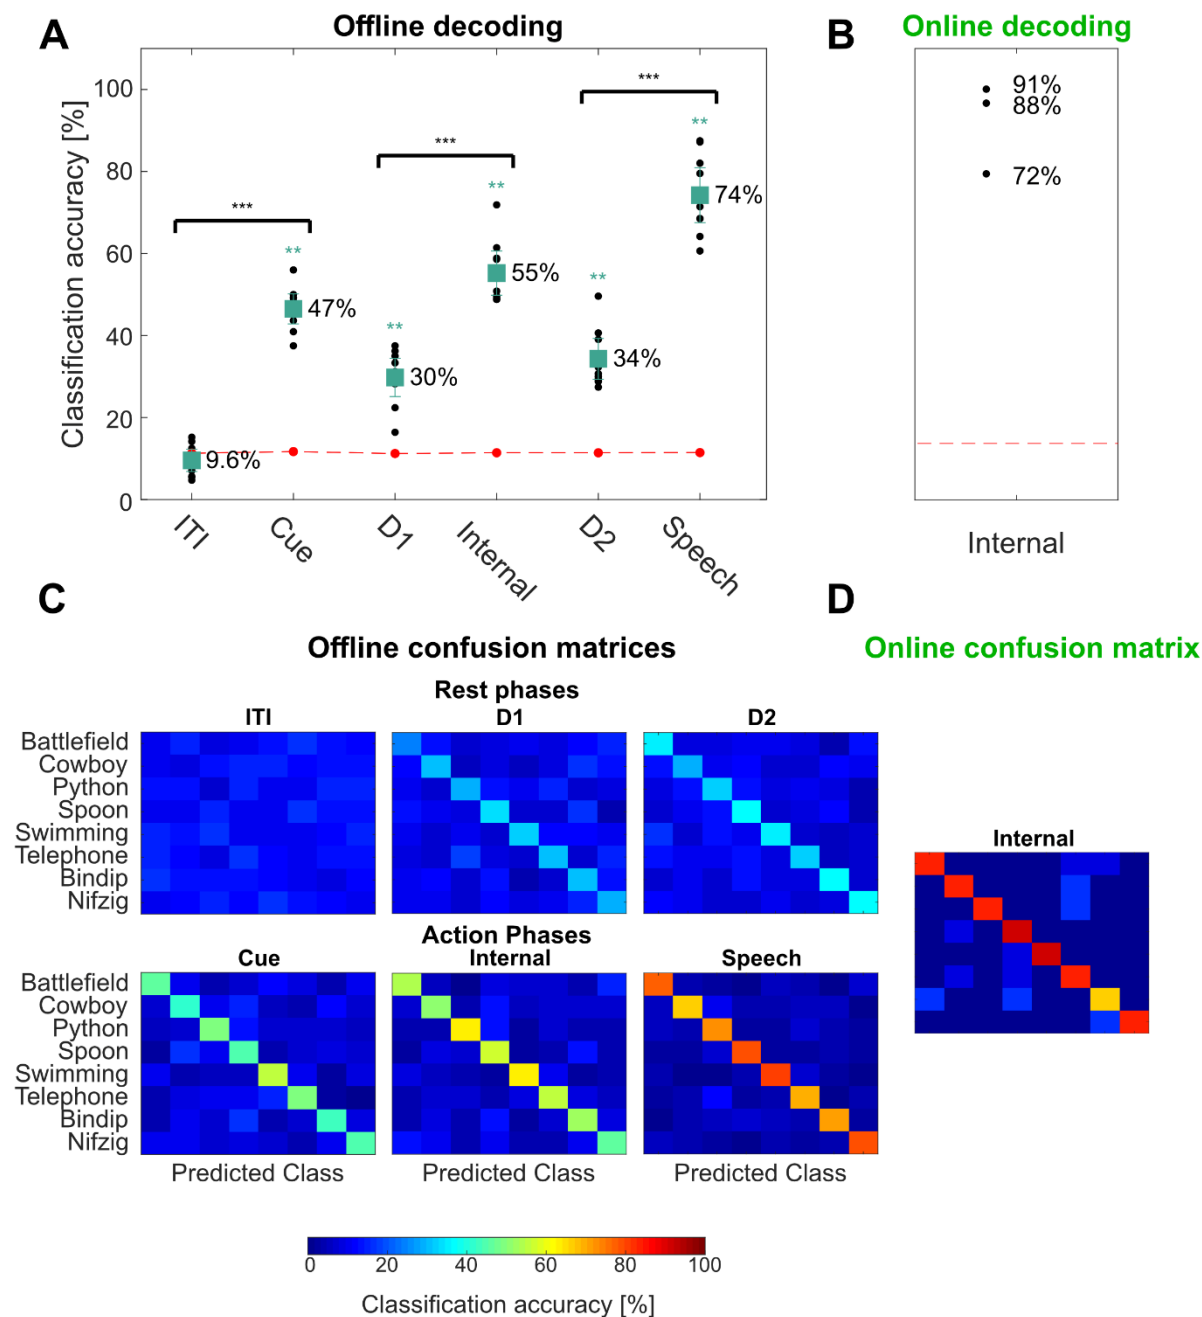 A
Offline decoding
B
Online decoding
Classification accuracy [%]
100
80
60
40
20
0
***
***
***
**
**
**
**
**
9.6%
47%
30%
55%
34%
74%
ITI
Cue
D1
Internal
D2
Speech
91%
88%
72%
Internal
C
D
Offline confusion matrices
Online confusion matrix
Rest phases
ITI
D1
D2
Battlefield
Cowboy
Python
Spoon
Swimming
Telephone
Bindip
Nifzig
Internal
Action Phases
Cue
Internal
Speech
Battlefield
Cowboy
Python
Spoon
Swimming
Telephone
Bindip
Nifzig
Predicted Class
Predicted Class
Predicted Class
0
20
40
60
80
100
Classification accuracy [%]